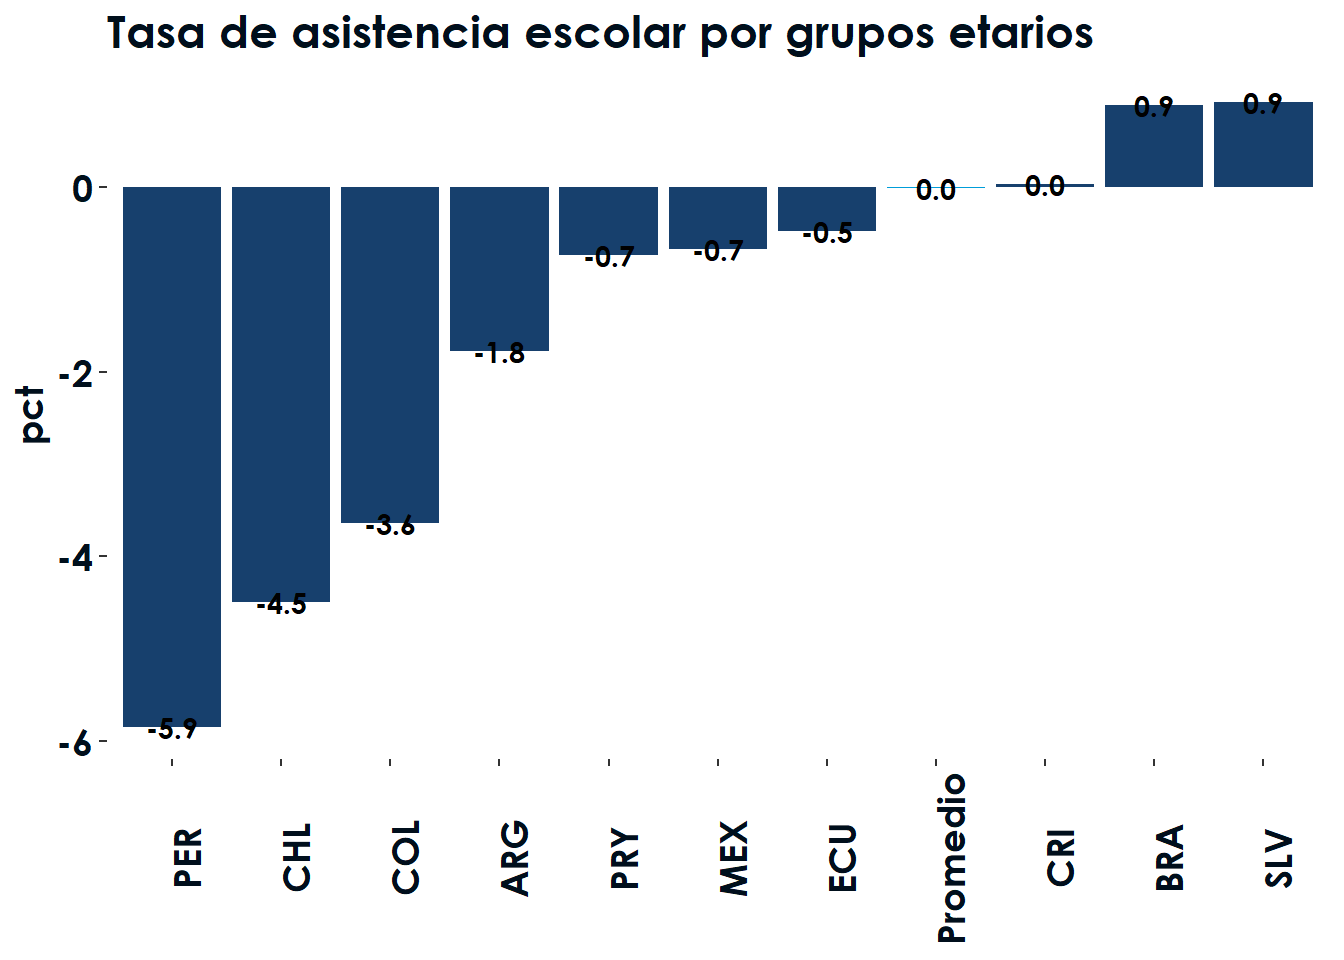 Tasa de asistencia escolar por grupos etarios
0.9
0.9
0
0.0
0.0
-0.5
-0.7
-0.7
-1.8
-2
pct
-3.6
-4
-4.5
-5.9
-6
PER
CHL
COL
ARG
PRY
MEX
ECU
Promedio
CRI
BRA
SLV